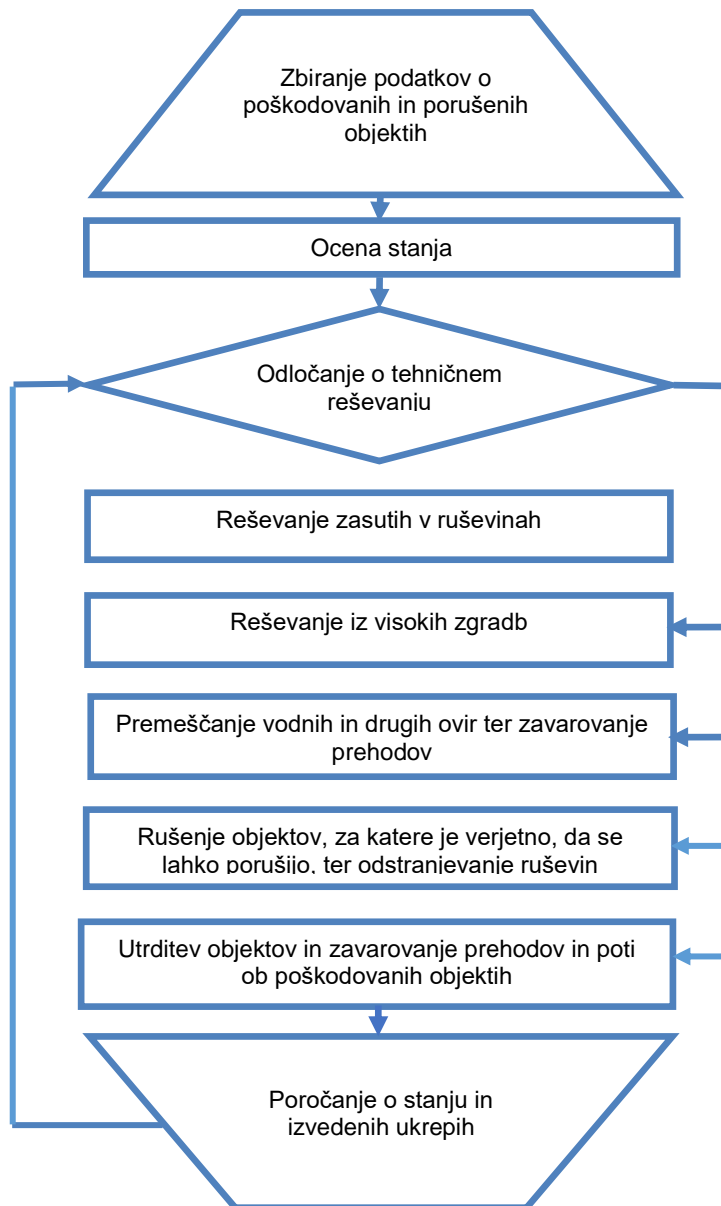 Zbiranje podatkov o
poškodovanih in porušenih
objektih
Ocena stanja
Odločanje o tehničnem
reševanju
Reševanje zasutih v ruševinah
Reševanje iz visokih zgradb
Premeščanje vodnih in drugih ovir ter zavarovanje
prehodov
Rušenje objektov, za katere je verjetno, da se
lahko porušijo, ter odstranjevanje ruševin
Utrditev objektov in zavarovanje prehodov in poti
ob poškodovanih objektih
Poročanje o stanju in
izvedenih ukrepih